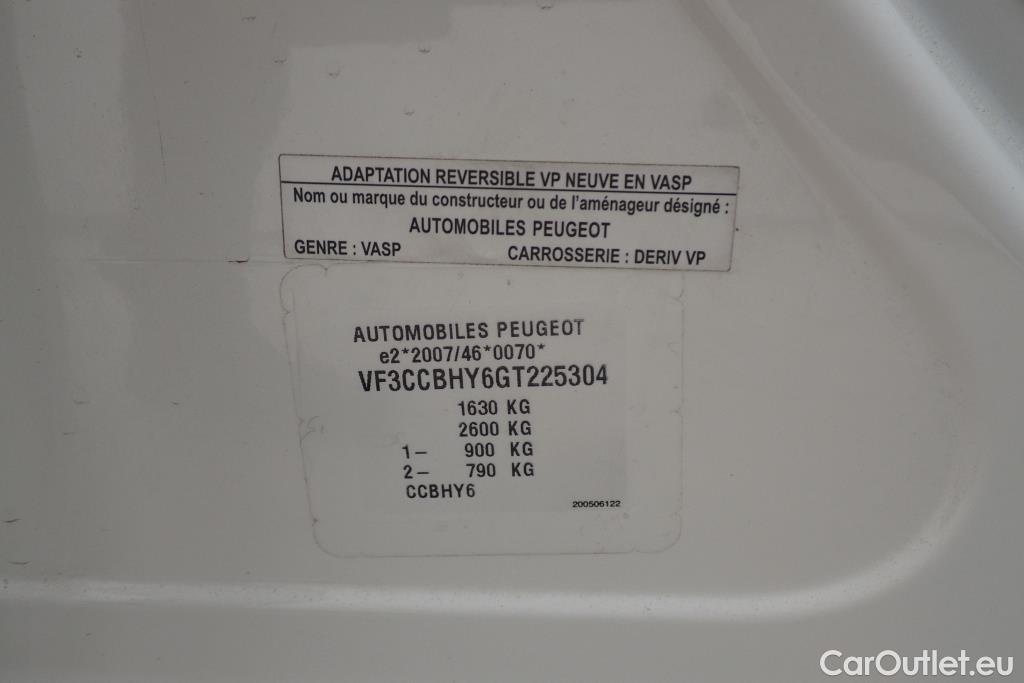 ADAPTATION REVERSIBLE VP NEUVE EN VASP
Nom ou marque du constructeur ou de l'aménageur désigné :
AUTOMOBILES PEUGEOT
GENRE : VASP CARROSSERIE : DERIV VP
AUTOMOBILES PEUGEOT
e2*2007/46*0070*
VF3CCBHY6GT225304
1630 KG
2600 KG
1– 900 KG
2– 790 KG
CCBHY6
200506122
CarOutlet.eu